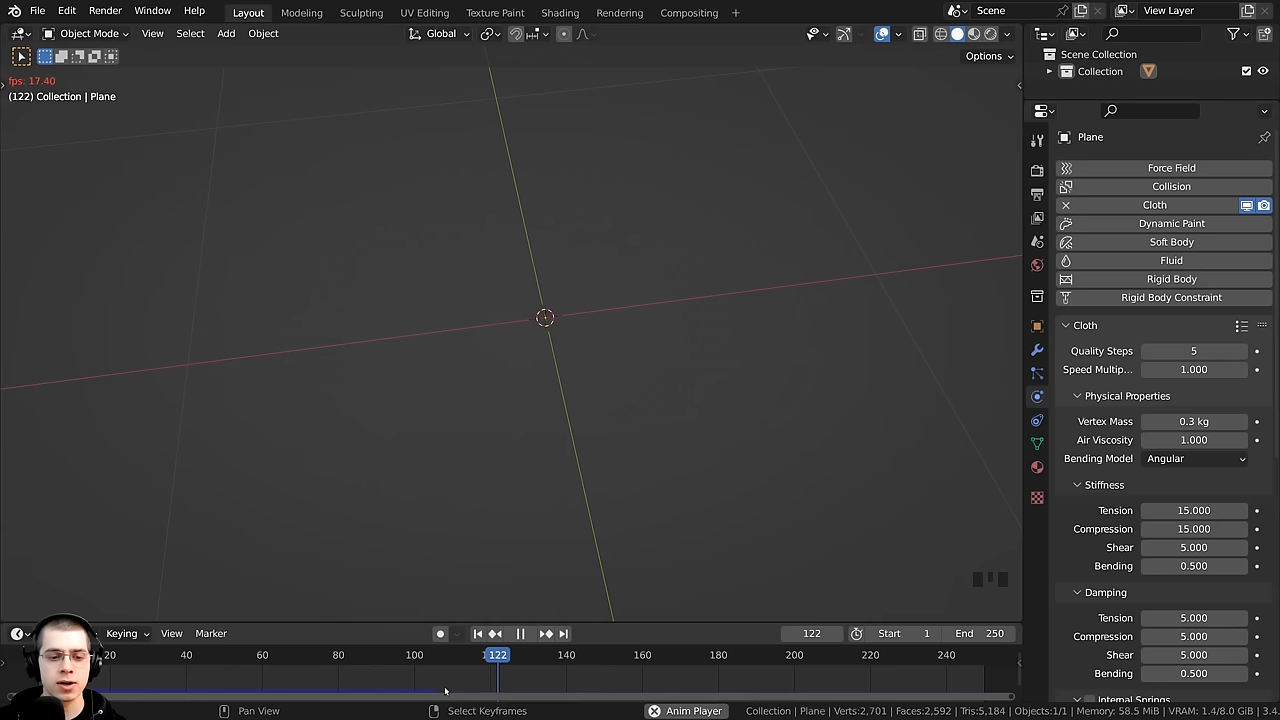 File Edit Render Window Help Layout Modeling Sculpting UV Editing Texture Paint Shading Rendering Compositing + Scene View Layer
Object Mode View Select Add Object Global
Options
fps: 17.40
(122) Collection | Plane
Scene Collection
Collection
Plane
Force Field
Collision
Cloth
Dynamic Paint
Soft Body
Fluid
Rigid Body
Rigid Body Constraint
Cloth
Quality Steps 5
Speed Multip... 1.000
Physical Properties
Vertex Mass 0.3 kg
Air Viscosity 1.000
Bending Model Angular
Stiffness
Tension 15.000
Compression 15.000
Shear 5.000
Bending 0.500
Damping
Tension 5.000
Compression 5.000
Shear 5.000
Bending 0.500
Internal Springs
Keying View Marker 122 Start 1 End 250
20 40 60 80 100 122 140 160 180 200 220 240
Pan View Select Keyframes Anim Player Collection | Plane | Verts:2,701 | Faces:2,592 | Tris:5,184 | Objects:1/1 | Memory: 58.5 MiB | VRAM: 1.4/8.0 GiB | 3.4